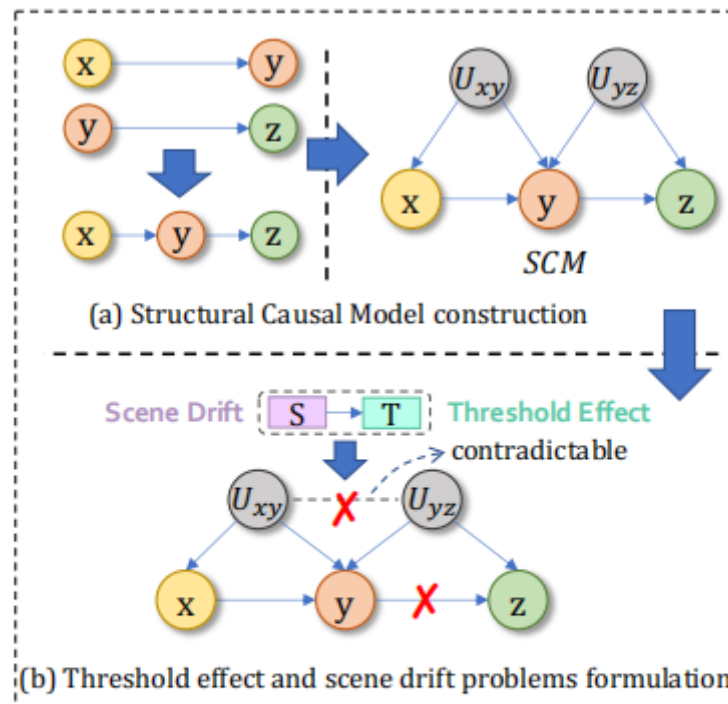 x y
y z
x y z
U_xy U_yz
x y z
SCM
(a) Structural Causal Model construction
Scene Drift S T Threshold Effect
contradictable
U_xy ✗ U_yz
x y ✗ z
(b) Threshold effect and scene drift problems formulation